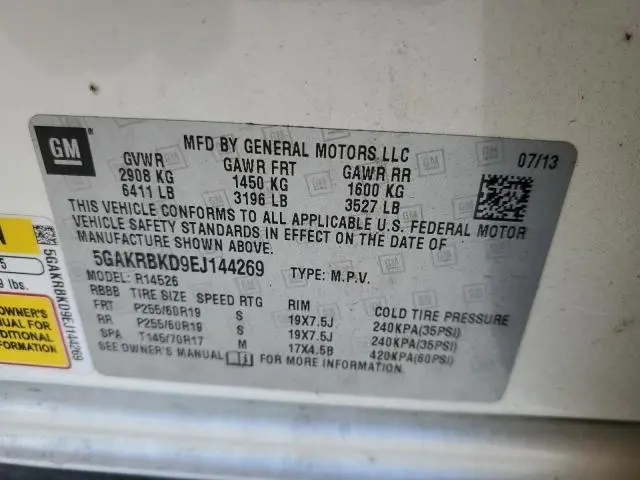 GM
MFD BY GENERAL MOTORS LLC
07/13
GVWR GAWR FRT GAWR RR
2908 KG 1450 KG 1600 KG
6411 LB 3196 LB 3527 LB
THIS VEHICLE CONFORMS TO ALL APPLICABLE U.S. FEDERAL MOTOR
VEHICLE SAFETY STANDARDS IN EFFECT ON THE DATE OF
MANUFACTURE SHOWN ABOVE.
5GAKRBKD9EJ144269 TYPE: M.P.V.
MODEL: R14526
RBBB TIRE SIZE SPEED RTG RIM COLD TIRE PRESSURE
FRT P255/60R19 S 19X7.5J 240KPA(35PSI)
RR P255/60R19 S 19X7.5J 240KPA(35PSI)
SPA T145/70R17 M 17X4.5B 420KPA(60PSI)
SEE OWNER'S MANUAL FOR MORE INFORMATION
N
5
lbs.
OWNER'S
MANUAL FOR
ADDITIONAL
FORMATION
5GAKRBKD9EJ144269